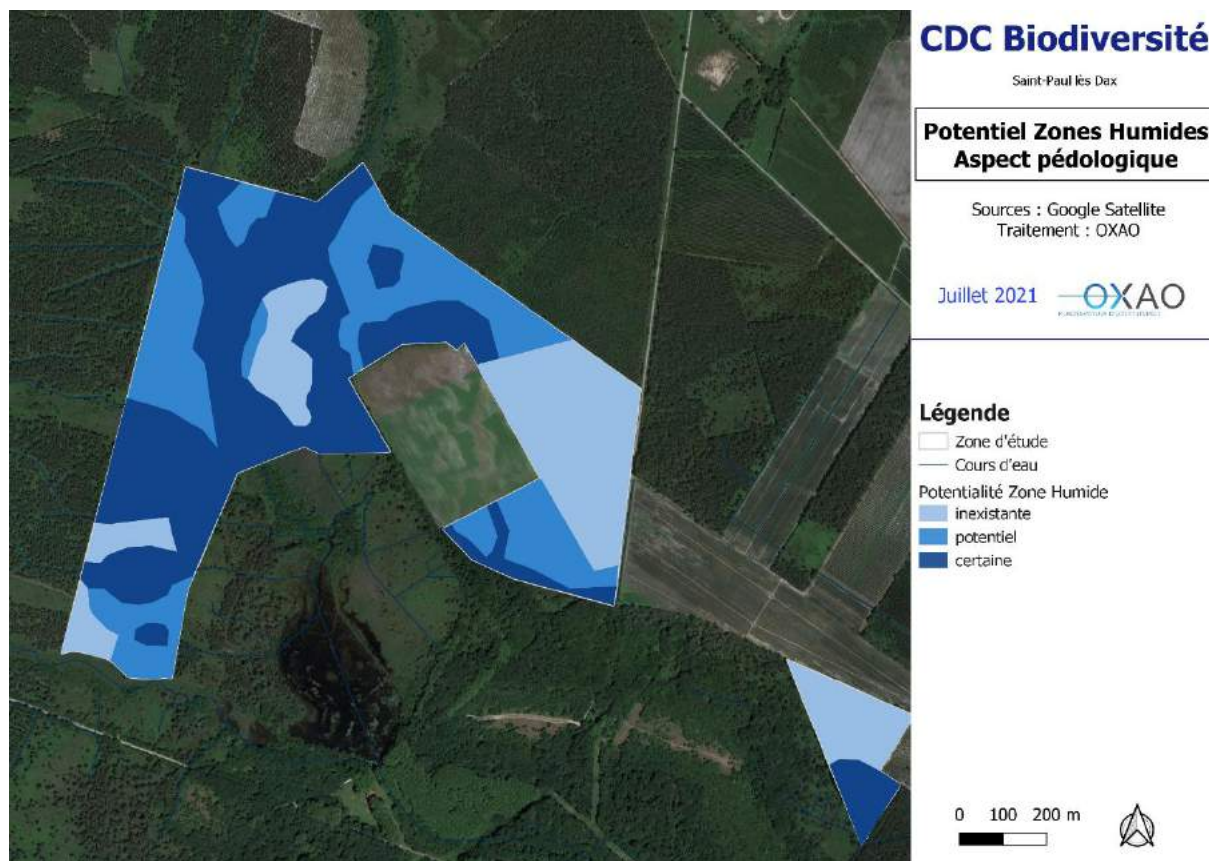 CDC Biodiversité
Saint-Paul lès Dax
Potentiel Zones Humides
Aspect pédologique
Sources : Google Satellite
Traitement : OXAO
Juillet 2021
OXAO
Légende
Zone d'étude
Cours d'eau
Potentialité Zone Humide
inexistante
potentiel
certaine
0 100 200 m